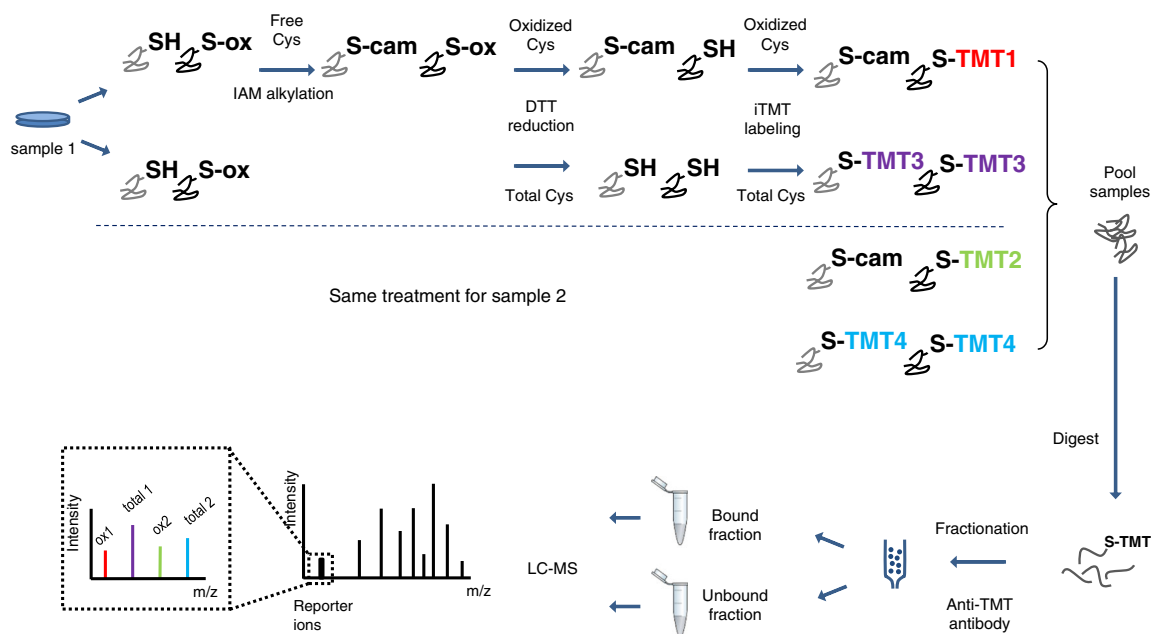 Free
Cys
Oxidized
Cys
Oxidized
Cys
SH S-ox
S-cam S-ox
S-cam SH
S-cam S-TMT1
IAM alkylation
DTT
reduction
iTMT
labeling
sample 1
SH S-ox
SH SH
S-TMT3 S-TMT3
Total Cys
Total Cys
Pool
samples
S-cam S-TMT2
Same treatment for sample 2
S-TMT4 S-TMT4
Digest
S-TMT
Fractionation
Anti-TMT
antibody
Bound
fraction
Unbound
fraction
LC-MS
Intensity
m/z
Reporter
ions
Intensity
ox1
total 1
ox2
total 2
m/z